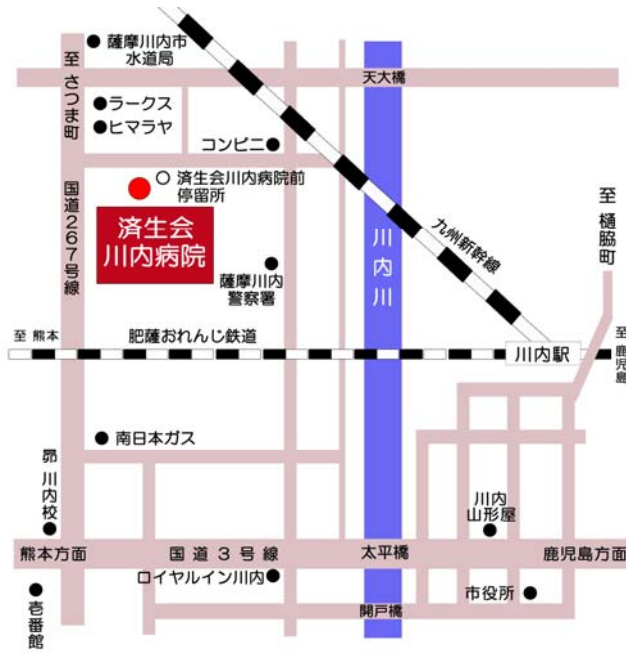 薩摩川内市
水道局
至 さつま町
天大橋
ラークス
ヒマラヤ
コンビニ
済生会川内病院前
停留所
国道267号線
済生会
川内病院
薩摩川内
警察署
川内川
九州新幹線
至 樋脇町
至 熊本
肥薩おれんじ鉄道
川内駅
至 鹿児島
南日本ガス
昴 川内校
川内
山形屋
熊本方面
国道3号線
太平橋
鹿児島方面
ロイヤルイン川内
市役所
開戸橋
壱番館